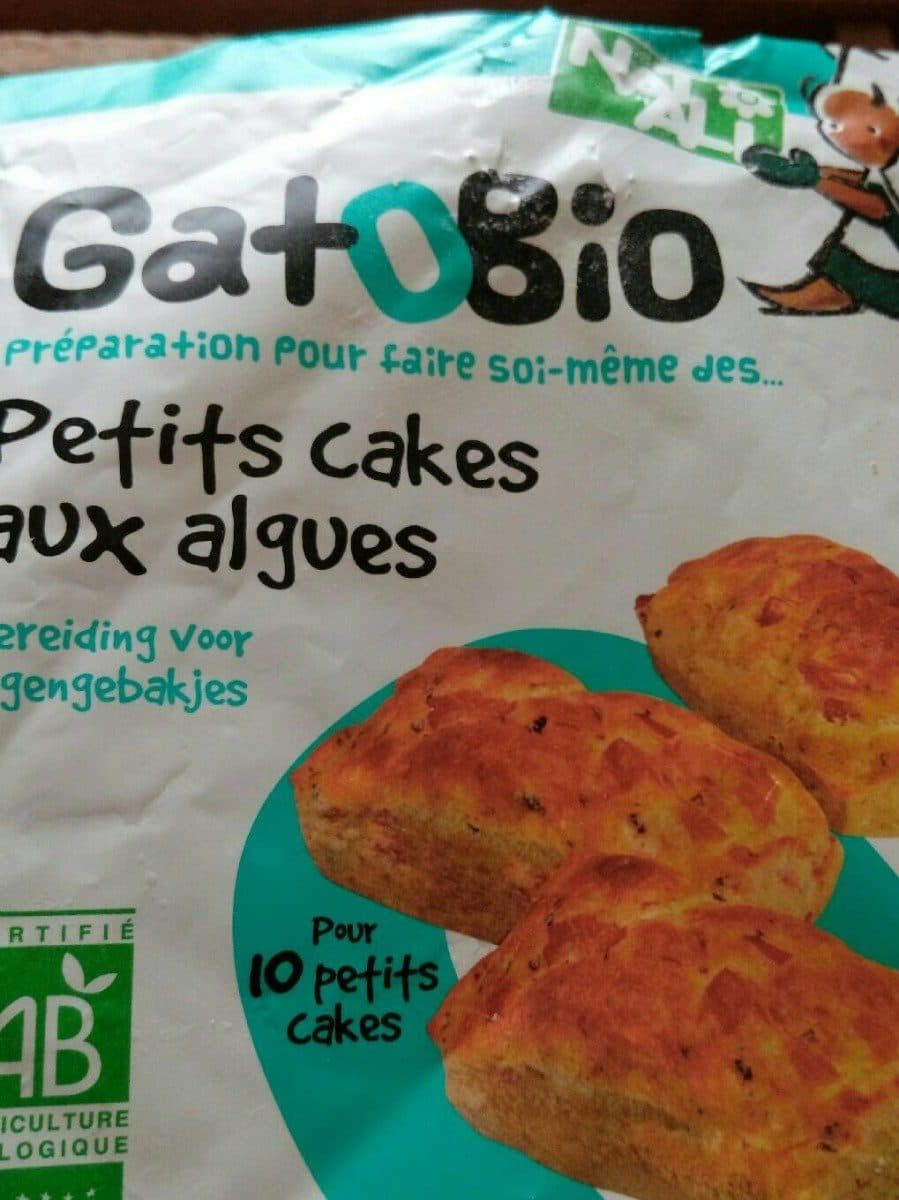 NATALI
GatOBio
Préparation pour faire soi-même des...
Petits cakes
aux algues
ereiding voor
gengebakjes
Pour
10 petits
cakes
RTIFIÉ
AB
ICULTURE
LOGIQUE